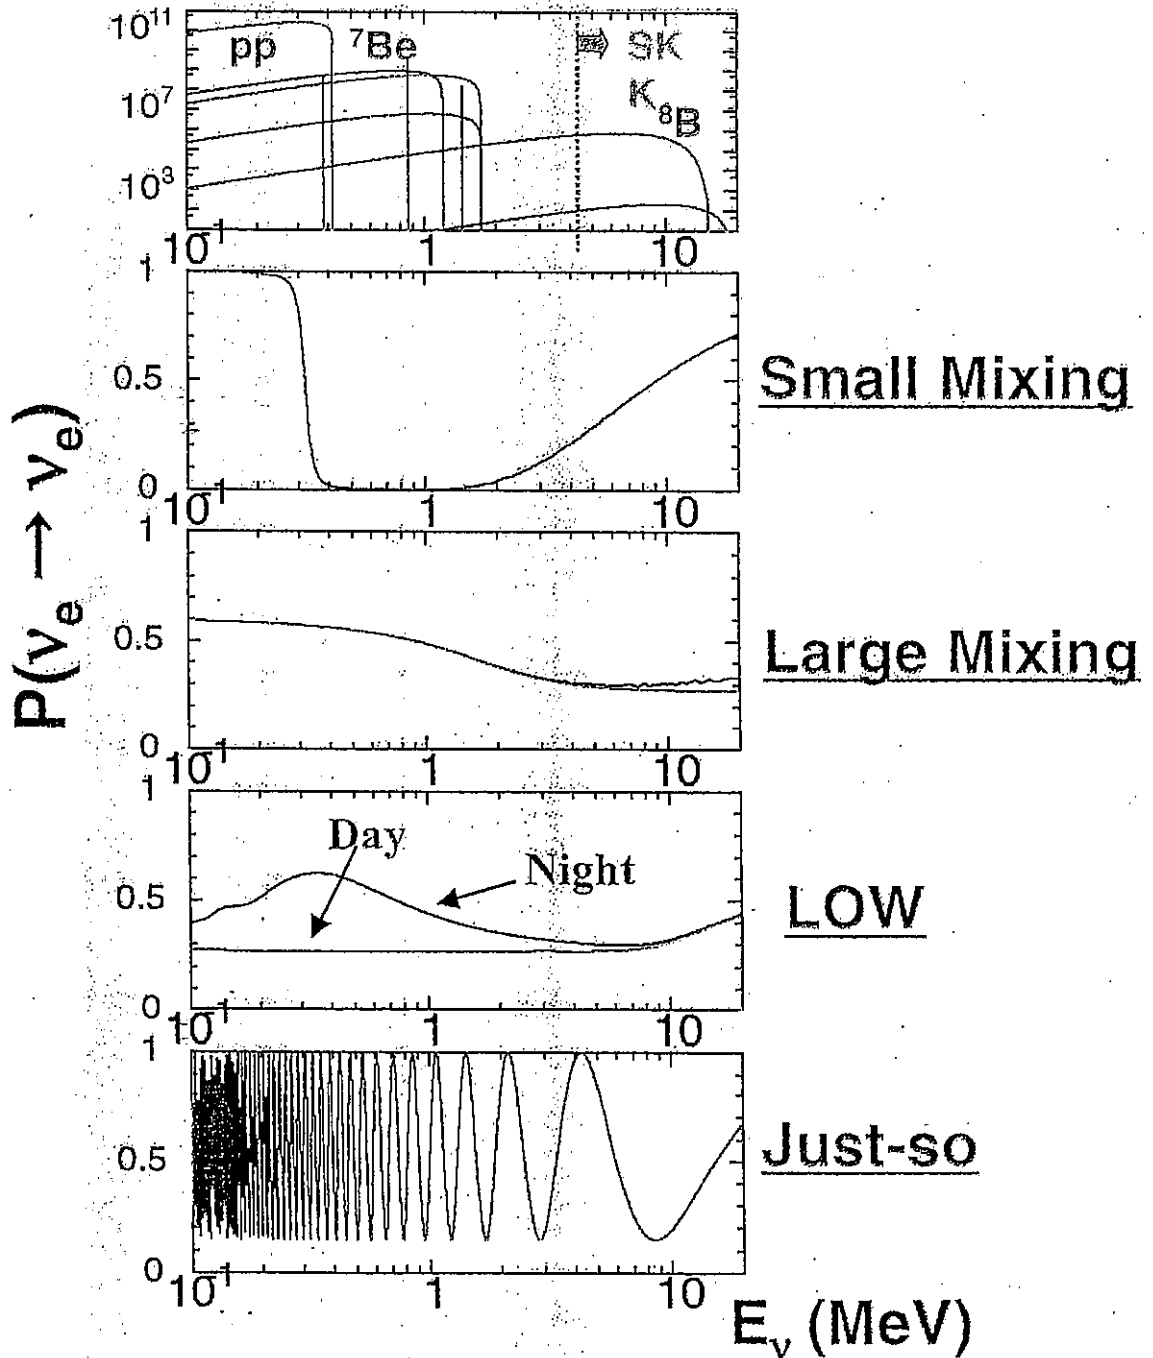 10¹¹
pp ⁷Be SK
10⁷ K ⁸B
10³
10⁻¹ 1 10
1
0.5 Small Mixing
0
10⁻¹ 1 10
1
0.5 Large Mixing
0
10⁻¹ 1 10
1
Day
Night
0.5 LOW
0
10⁻¹ 1 10
1
0.5 Just-so
0
10⁻¹ 1 10
P(νₑ → νₑ)
E_ν (MeV)